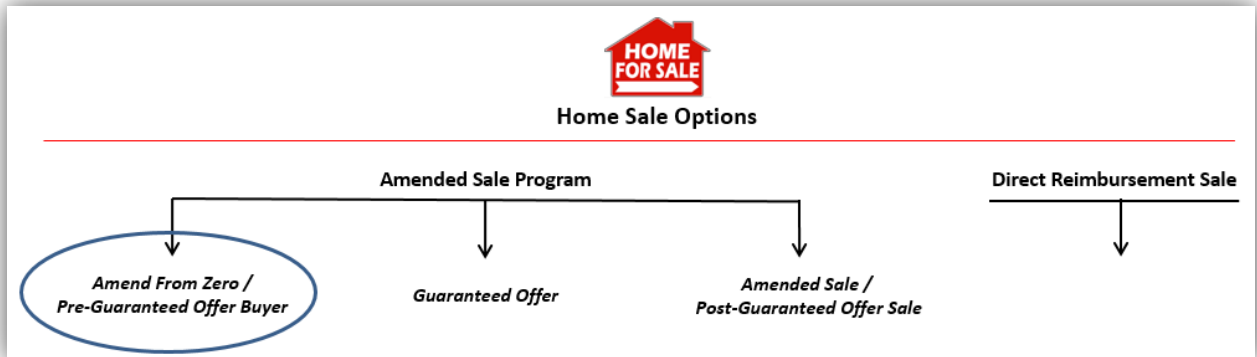 HOME
FOR SALE
Home Sale Options
Amended Sale Program
Direct Reimbursement Sale
Amend From Zero /
Pre-Guaranteed Offer Buyer
Guaranteed Offer
Amended Sale /
Post-Guaranteed Offer Sale